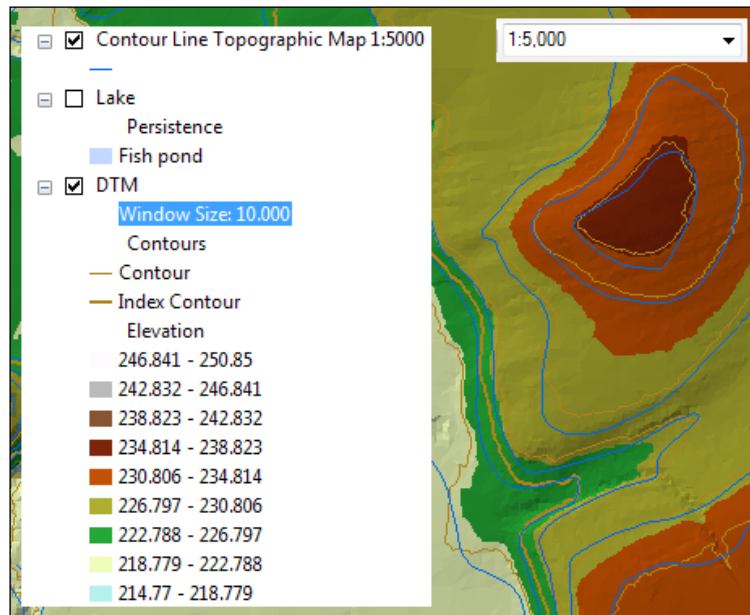 Contour Line Topographic Map 1:5000
1:5,000
Lake
Persistence
Fish pond
DTM
Window Size: 10.000
Contours
Contour
Index Contour
Elevation
246.841 - 250.85
242.832 - 246.841
238.823 - 242.832
234.814 - 238.823
230.806 - 234.814
226.797 - 230.806
222.788 - 226.797
218.779 - 222.788
214.77 - 218.779